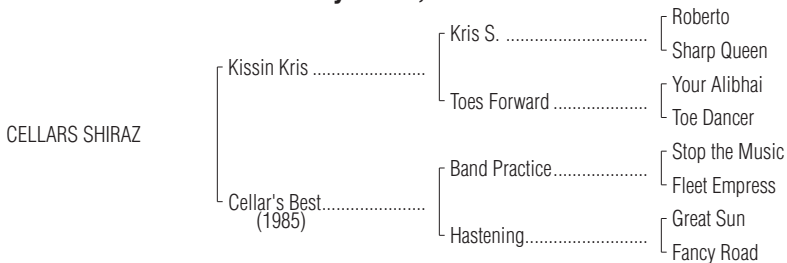 Roberto
Kris S. ..............................
Sharp Queen
Kissin Kris ........................
Your Alibhai
Toes Forward ....................
Toe Dancer
CELLARS SHIRAZ
Stop the Music
Band Practice....................
Fleet Empress
Cellar's Best......................
(1985)
Great Sun
Hastening..........................
Fancy Road